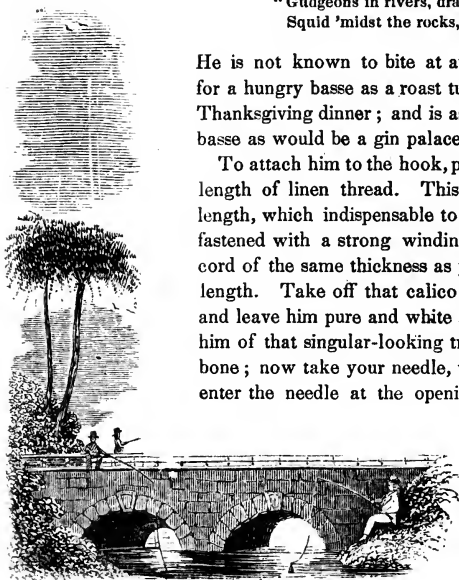 "Gudgeons in rivers, dra
Squid 'midst the rocks,
He is not known to bite at a
for a hungry basse as a roast tu
Thanksgiving dinner; and is a
basse as would be a gin palace
To attach him to the hook, p
length of linen thread. This
length, which indispensable to
fastened with a strong windin
cord of the same thickness as
length. Take off that calico
and leave him pure and white
him of that singular-looking t
bone; now take your needle,
enter the needle at the openi